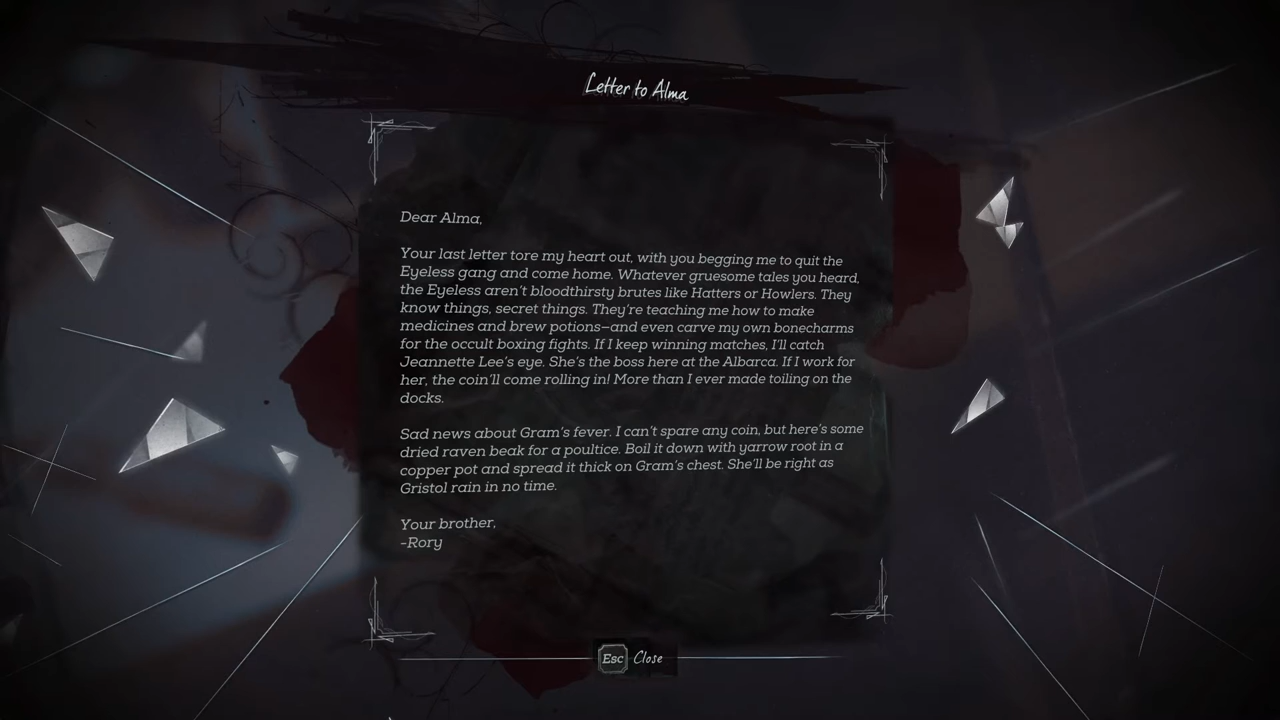 Letter to Alma
Dear Alma,
Your last letter tore my heart out, with you begging me to quit the
Eyeless gang and come home. Whatever gruesome tales you heard,
the Eyeless aren't bloodthirsty brutes like Hatters or Howlers. They
know things, secret things. They're teaching me how to make
medicines and brew potions—and even carve my own bonecharms
for the occult boxing fights. If I keep winning matches, I'll catch
Jeannette Lee's eye. She's the boss here at the Albarca. If I work for
her, the coin'll come rolling in! More than I ever made toiling on the
docks.
Sad news about Gram's fever. I can't spare any coin, but here's some
dried raven beak for a poultice. Boil it down with yarrow root in a
copper pot and spread it thick on Gram's chest. She'll be right as
Gristol rain in no time.
Your brother,
-Rory
Esc Close